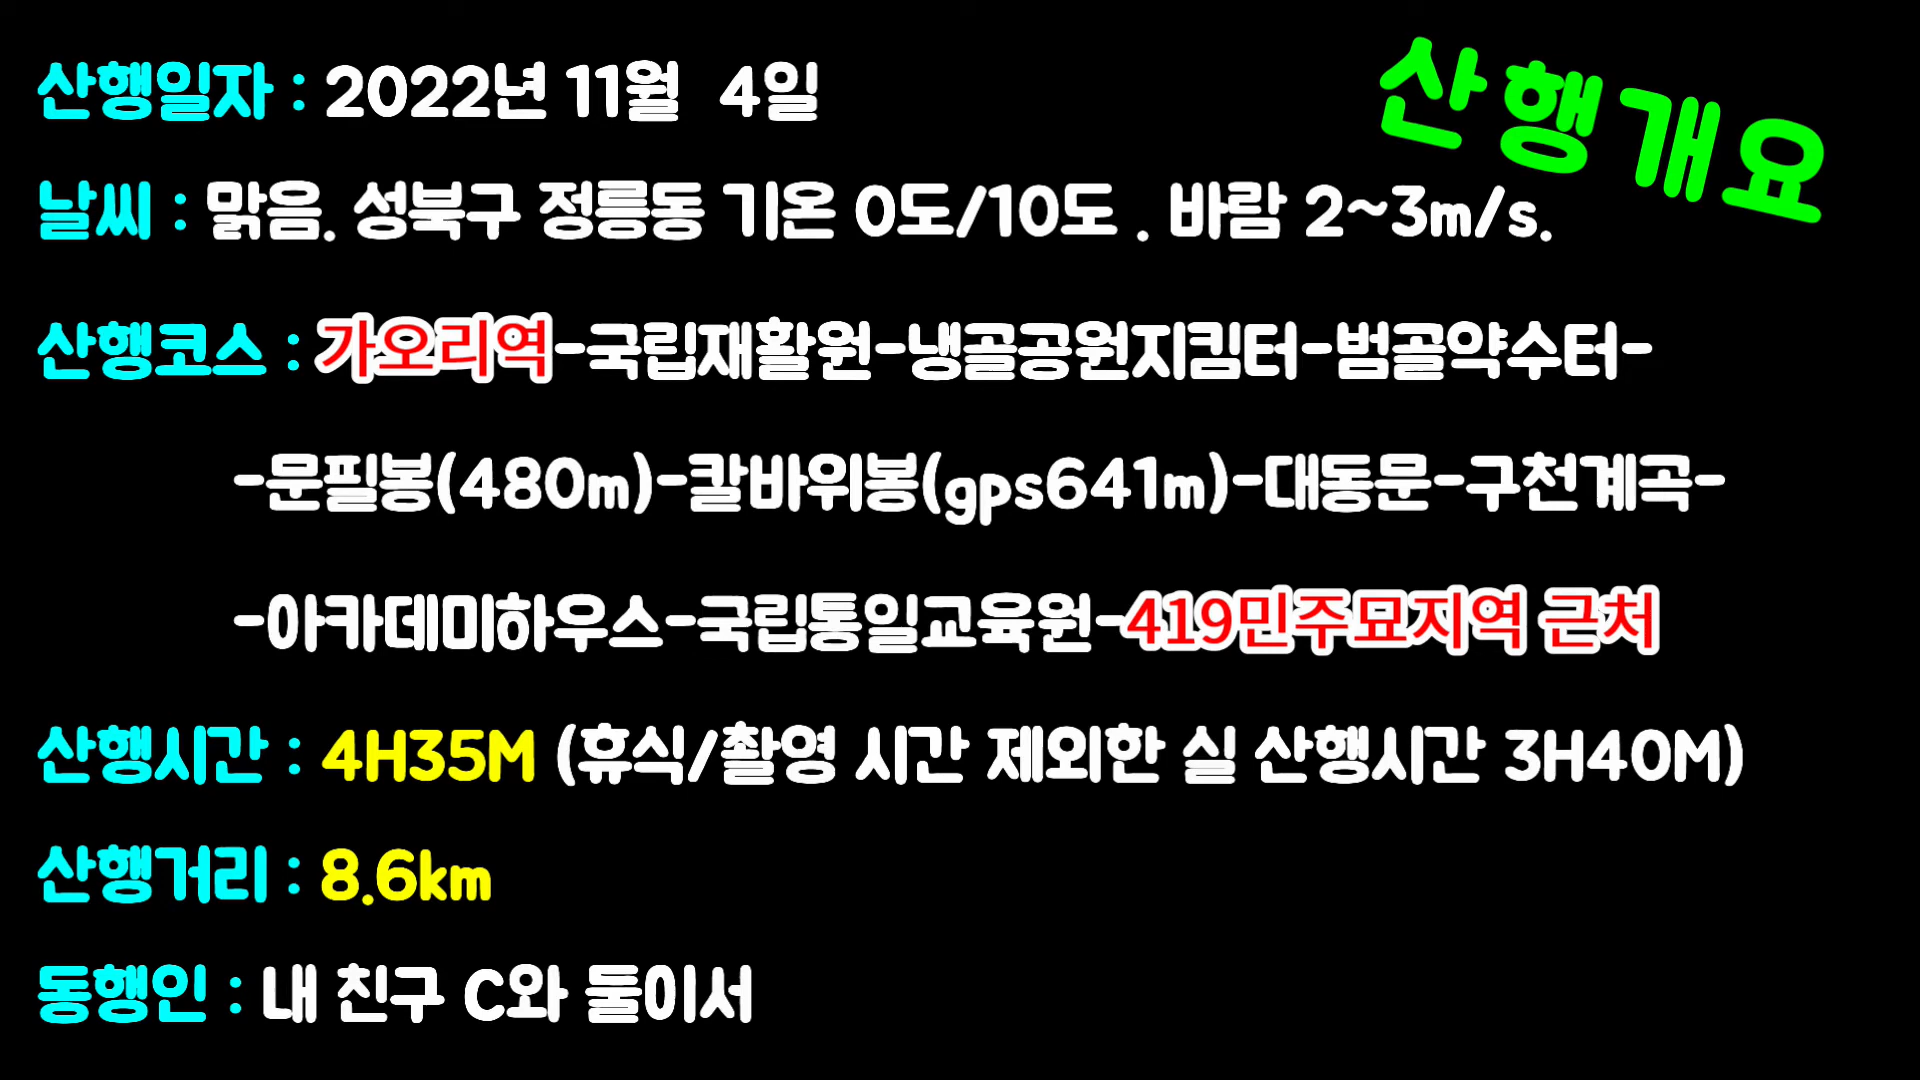 산행개요
산행일자 : 2022년 11월 4일
날씨 : 맑음. 성북구 정릉동 기온 0도/10도 . 바람 2~3m/s.
산행코스 : 가오리역-국립재활원-냉골공원지킴터-범골약수터-
-문필봉(480m)-칼바위봉(gps641m)-대동문-구천계곡-
-아카데미하우스-국립통일교육원-419민주묘지역 근처
산행시간 : 4H35M (휴식/촬영 시간 제외한 실 산행시간 3H40M)
산행거리 : 8.6km
동행인 : 내 친구 C와 둘이서